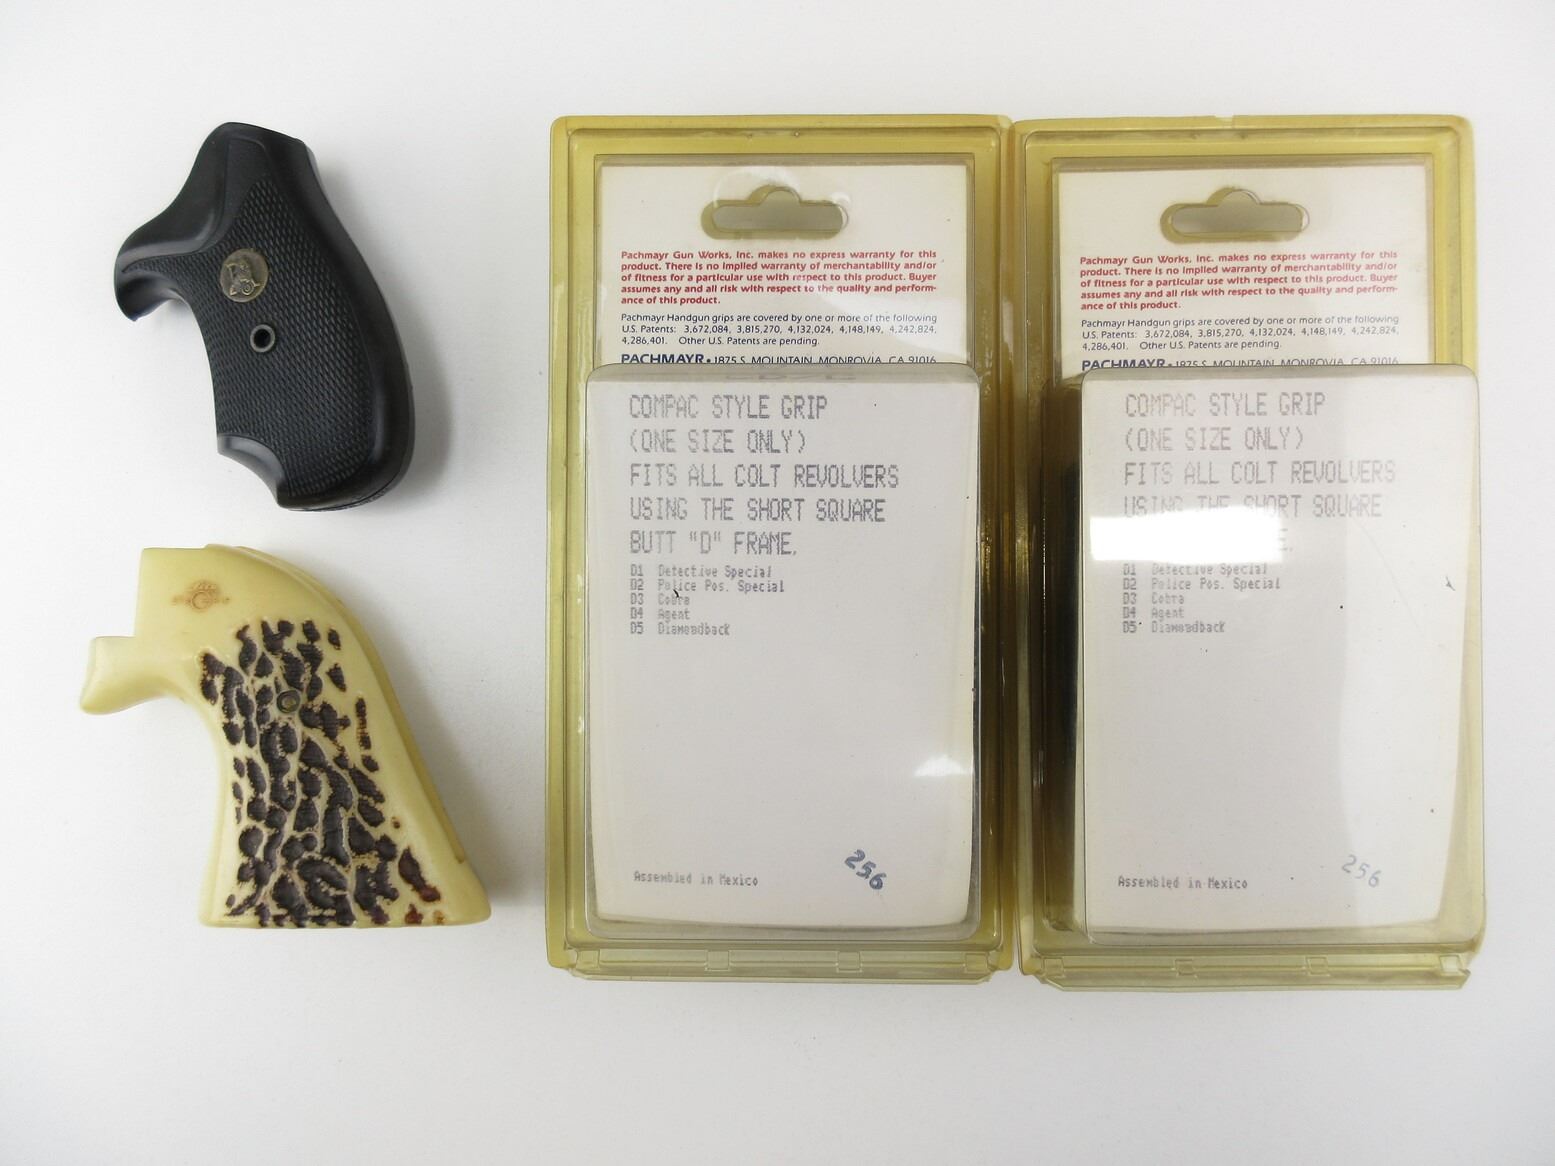 Pachmayr Gun Works, Inc. makes no express warranty for this
product. There is no implied warranty of merchantability and/or
of fitness for a particular use with respect to this product. Buyer
assumes any and all risk with respect to the quality and perform-
ance of this product.
Pachmayr Handgun grips are covered by one or more of the following
U.S. Patents: 3,672,084, 3,815,270, 4,132,024, 4,148,149, 4,242,824,
4,286,401. Other U.S. Patents are pending.
PACHMAYR • 1875 S. MOUNTAIN, MONROVIA, CA 91016
COMPAC STYLE GRIP
(ONE SIZE ONLY)
FITS ALL COLT REVOLVERS
USING THE SHORT SQUARE
BUTT "D" FRAME.
D1 Detective Special
D2 Police Pos. Special
D3 Cobra
D4 Agent
D5 Diamondback
256
Assembled in Mexico
Pachmayr Gun Works, Inc. makes no express warranty for this
product. There is no implied warranty of merchantability and/or
of fitness for a particular use with respect to this product. Buyer
assumes any and all risk with respect to the quality and perform-
ance of this product.
Pachmayr Handgun grips are covered by one or more of the following
U.S. Patents: 3,672,084, 3,815,270, 4,132,024, 4,148,149, 4,242,824,
4,286,401. Other U.S. Patents are pending.
PACHMAYR • 1875 S. MOUNTAIN, MONROVIA, CA 91016
COMPAC STYLE GRIP
(ONE SIZE ONLY)
FITS ALL COLT REVOLVERS
USING THE SHORT SQUARE
E.
D1 Detective Special
D2 Police Pos. Special
D3 Cobra
D4 Agent
D5 Diamondback
256
Assembled in Mexico